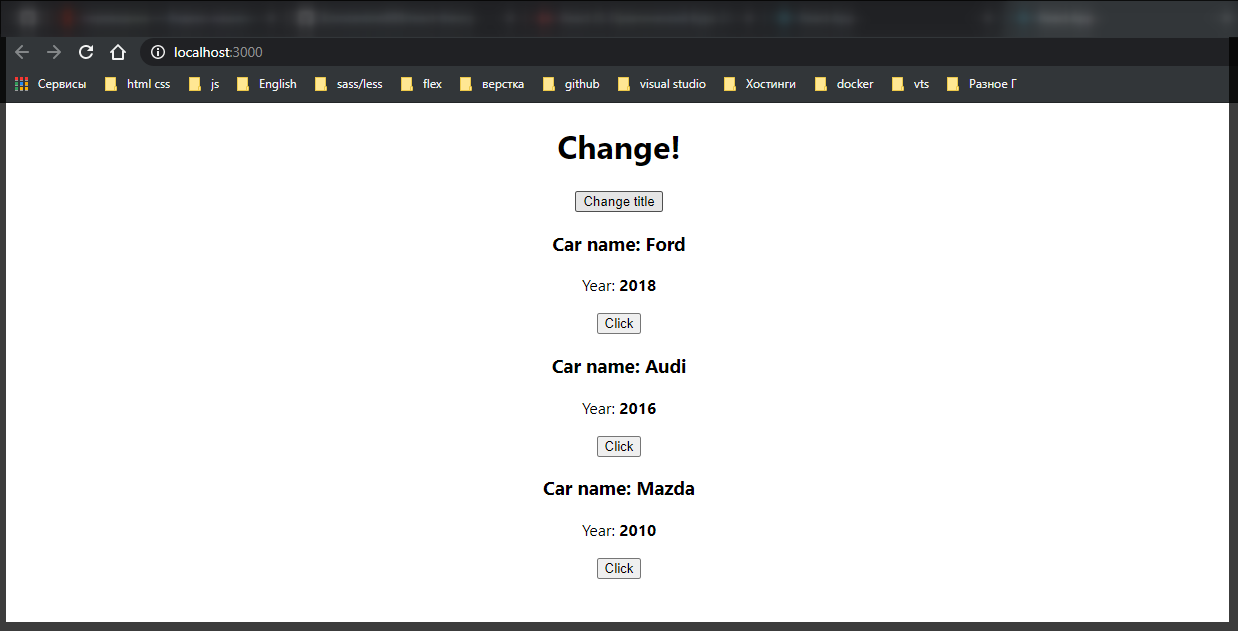 localhost:3000
Сервисы html css js English sass/less flex верстка github visual studio Хостинги docker vts Разное Г
Change!
Change title
Car name: Ford
Year: 2018
Click
Car name: Audi
Year: 2016
Click
Car name: Mazda
Year: 2010
Click